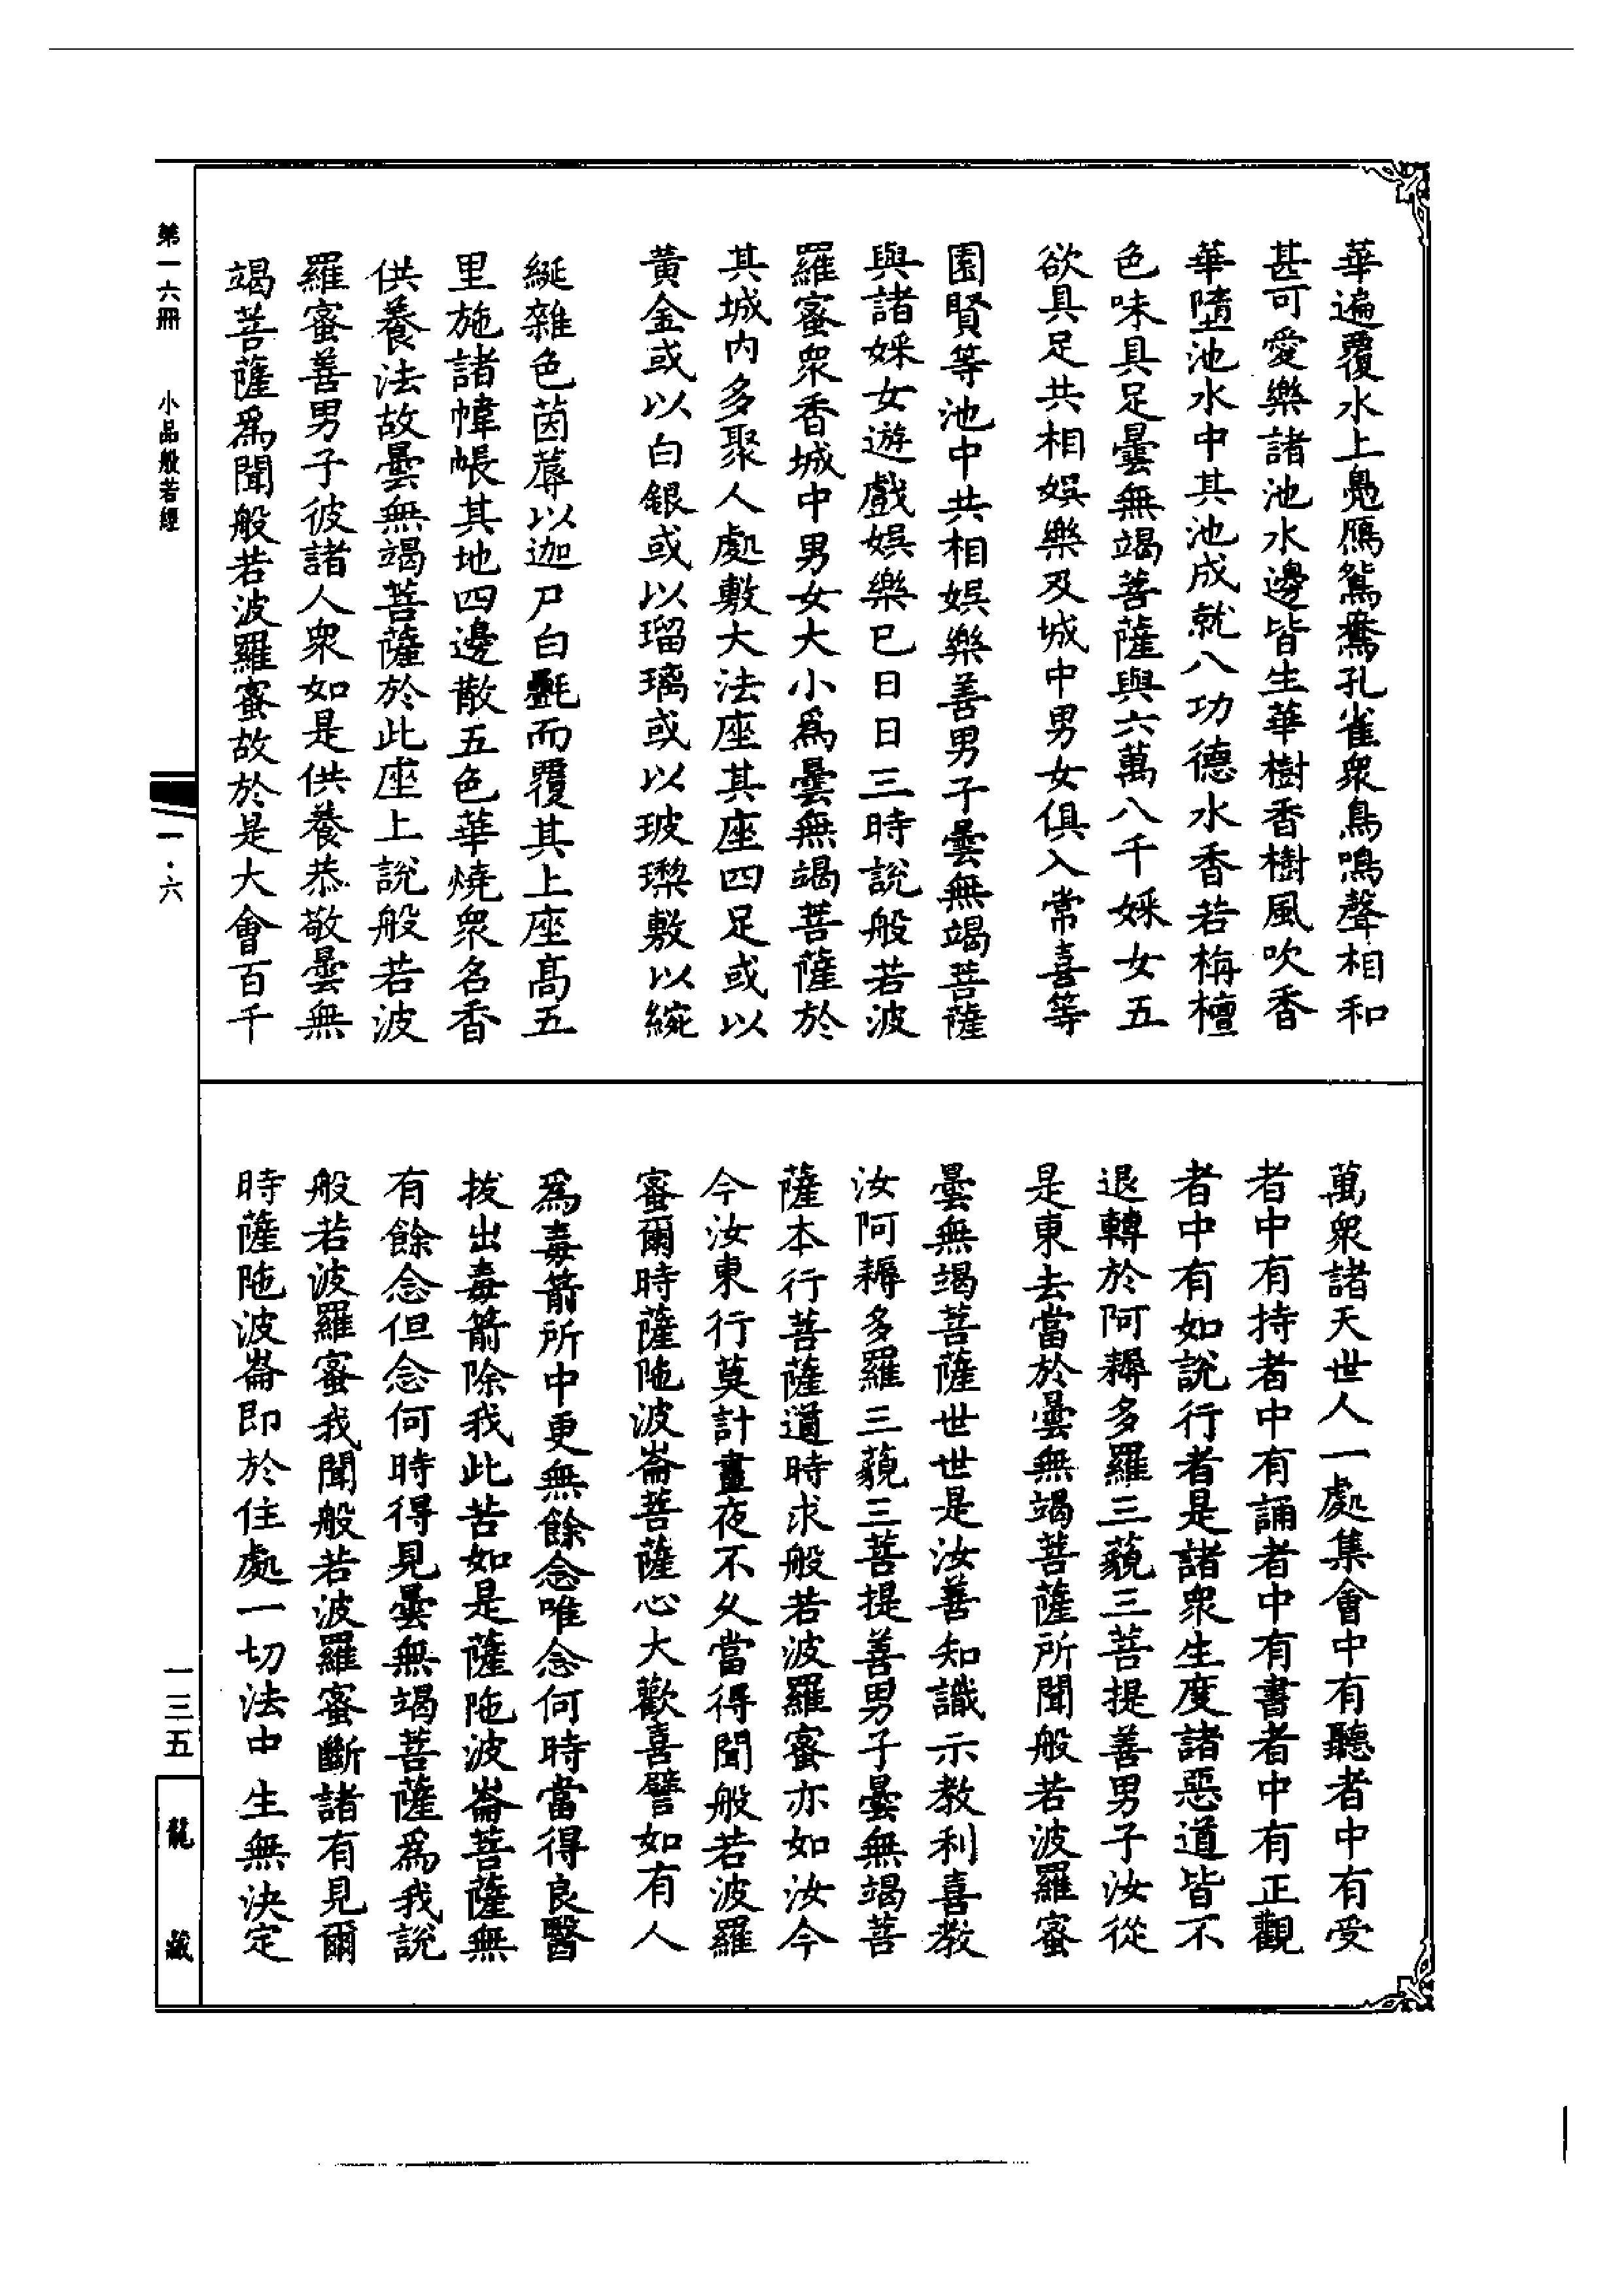 華遍覆水上鳧鴈鴛鴦孔雀衆鳥鳴聲相和
甚可愛樂諸池水邊皆生華樹香樹風吹香
華墮池水中其池成就八功德水香若栴檀
色味具足曇無竭菩薩與六萬八千婇女五
欲具足共相娛樂及城中男女俱入常喜等
園賢等池中共相娛樂善男子曇無竭菩薩
與諸婇女遊戲娛樂已日日三時說般若波
羅蜜衆香城中男女大小爲曇無竭菩薩於
其城內多聚人處敷大法座其座四足或以
黃金或以白銀或以瑠璃或以玻瓈敷以綩
綖雜色茵蓐以迦尸白㲲而覆其上座高五
里施諸幃帳其地四邊散五色華燒衆名香
供養法故曇無竭菩薩於此座上說般若波
羅蜜善男子彼諸人衆如是供養恭敬曇無
竭菩薩爲聞般若波羅蜜故於是大會百千
萬衆諸天世人一處集會中有聽者中有受
者中有持者中有誦者中有書者中有正觀
者中有如說行者是諸衆生度諸惡道皆不
退轉於阿耨多羅三藐三菩提善男子汝從
是東去當於曇無竭菩薩所聞般若波羅蜜
曇無竭菩薩世世是汝善知識示教利喜教
汝阿耨多羅三藐三菩提善男子曇無竭菩
薩本行菩薩道時求般若波羅蜜亦如汝今
今汝東行莫計晝夜不久當得聞般若波羅
蜜爾時薩陁波崙菩薩心大歡喜譬如有人
爲毒箭所中更無餘念唯念何時當得良醫
拔出毒箭除我此苦如是薩陁波崙菩薩無
有餘念但念何時得見曇無竭菩薩爲我說
般若波羅蜜我聞般若波羅蜜斷諸有見爾
時薩陁波崙即於住處一切法中生無決定
第一六冊 小品般若經
一·六
一三五
龍藏